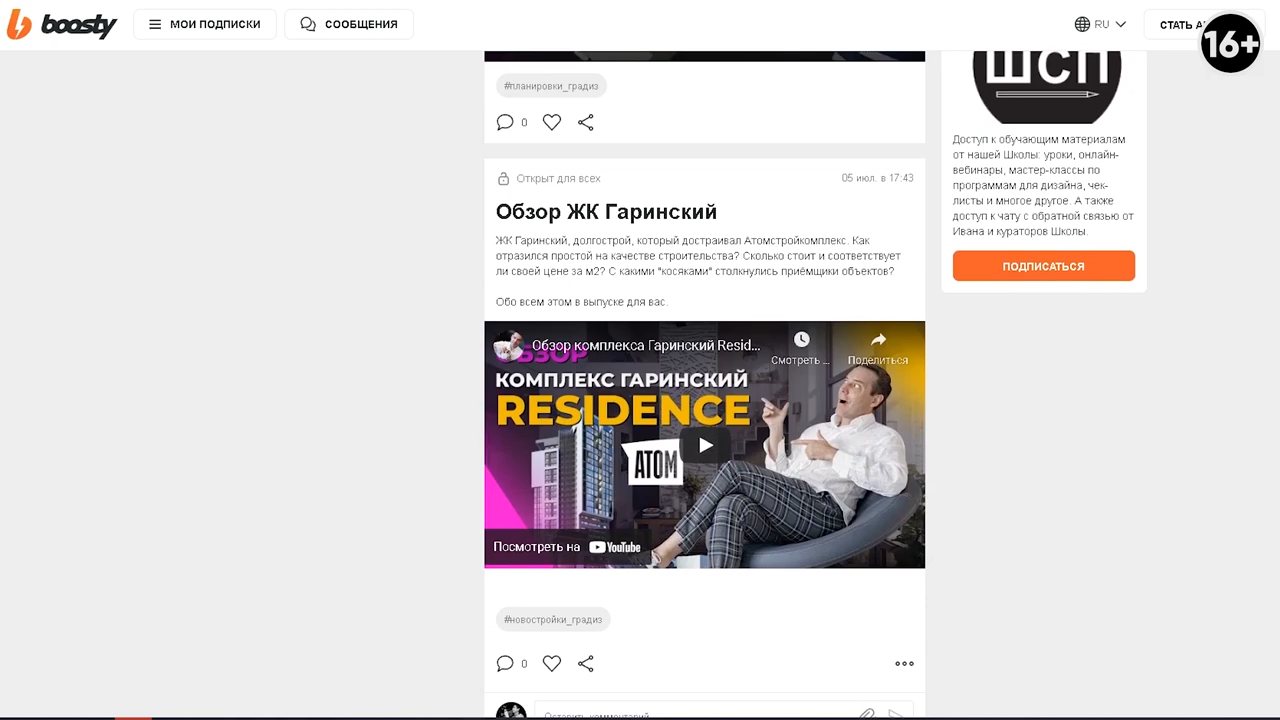 boosty
МОИ ПОДПИСКИ
СООБЩЕНИЯ
RU
СТАТЬ
16+
#планировки_градиз
0
ШСП
Доступ к обучающим материалам
от нашей Школы: уроки, онлайн-
вебинары, мастер-классы по
программам для дизайна, чек-
листы и многое другое. А также
доступ к чату с обратной связью от
Ивана и кураторов Школы.
ПОДПИСАТЬСЯ
Открыт для всех
05 июл. в 17:43
Обзор ЖК Гаринский
ЖК Гаринский, долгострой, который достраивал Атомстройкомплекс. Как
отразился простой на качестве строительства? Сколько стоит и соответствует
ли своей цене за м2? С какими "косяками" столкнулись приёмщики объектов?
Обо всем этом в выпуске для вас.
Обзор комплекса Гаринский Resid...
Смотреть ...
Поделиться
ОБЗОР
КОМПЛЕКС ГАРИНСКИЙ
RESIDENCE
АТОМ
Посмотреть на YouTube
#новостройки_градиз
0
Оставить комментарий